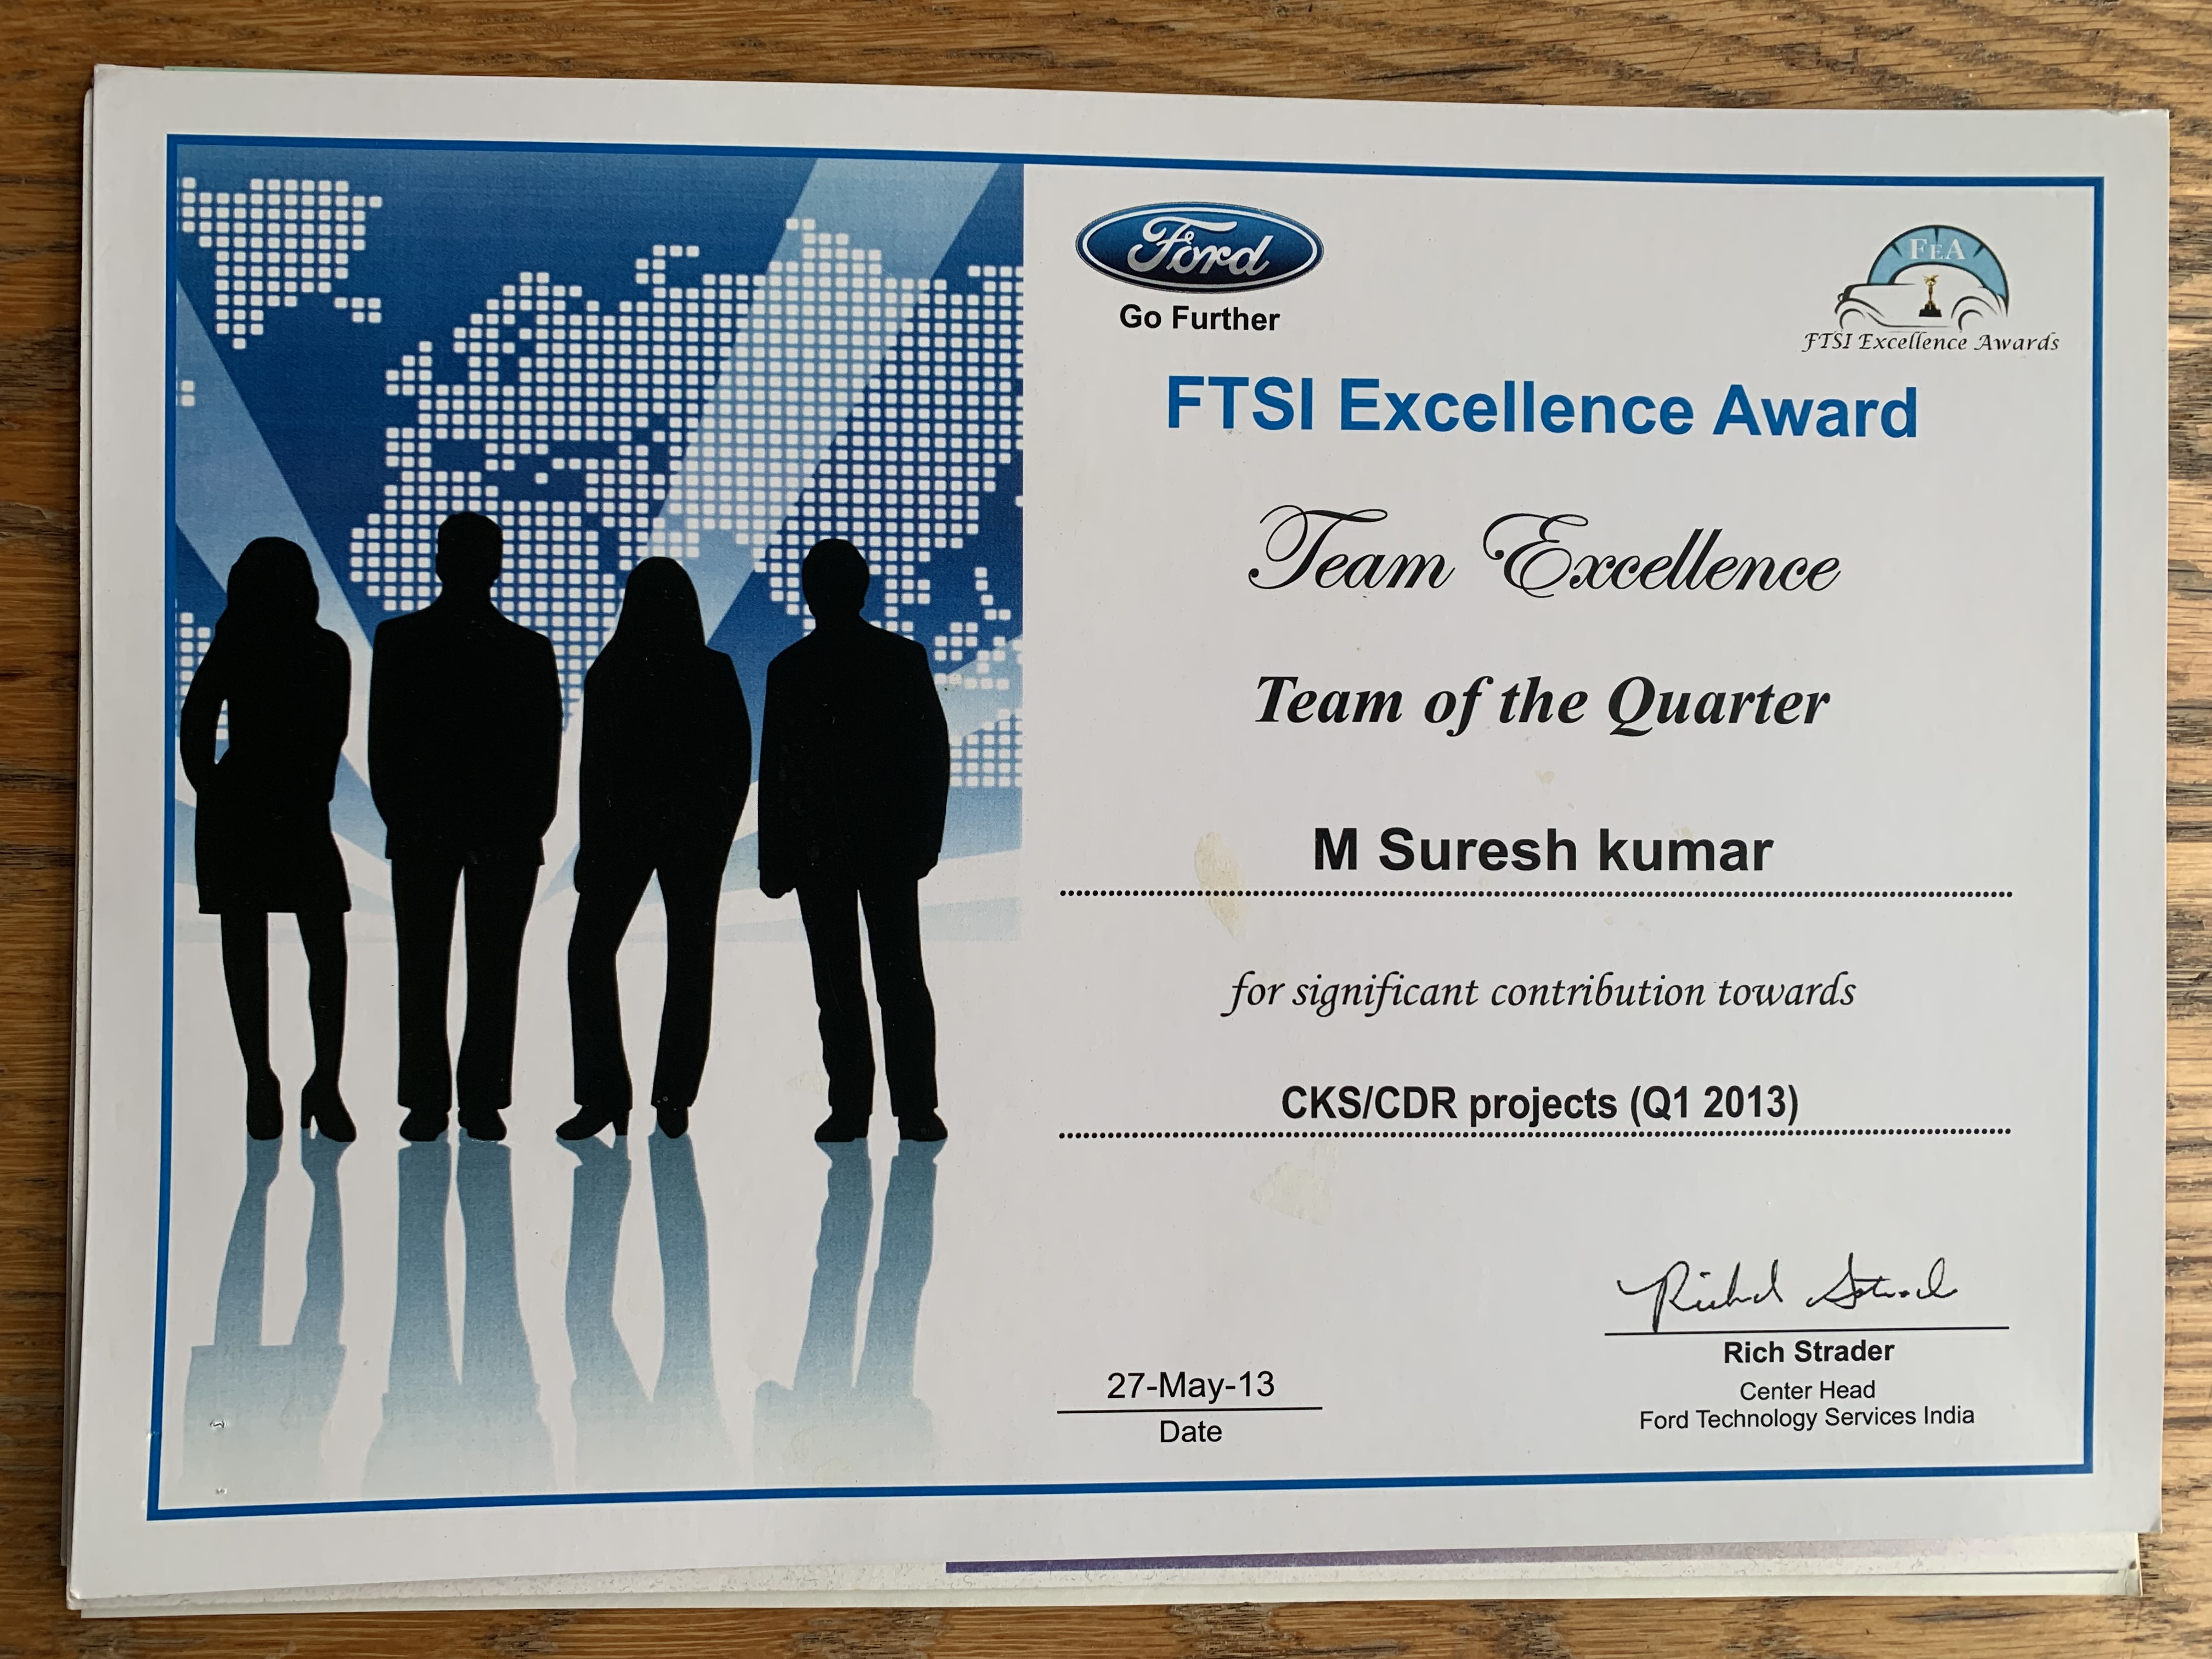 Ford
Go Further
FEA
FTSI Excellence Awards
FTSI Excellence Award
Team Excellence
Team of the Quarter
M Suresh kumar
for significant contribution towards
CKS/CDR projects (Q1 2013)
Richard Strader
Rich Strader
Center Head
Ford Technology Services India
27-May-13
Date